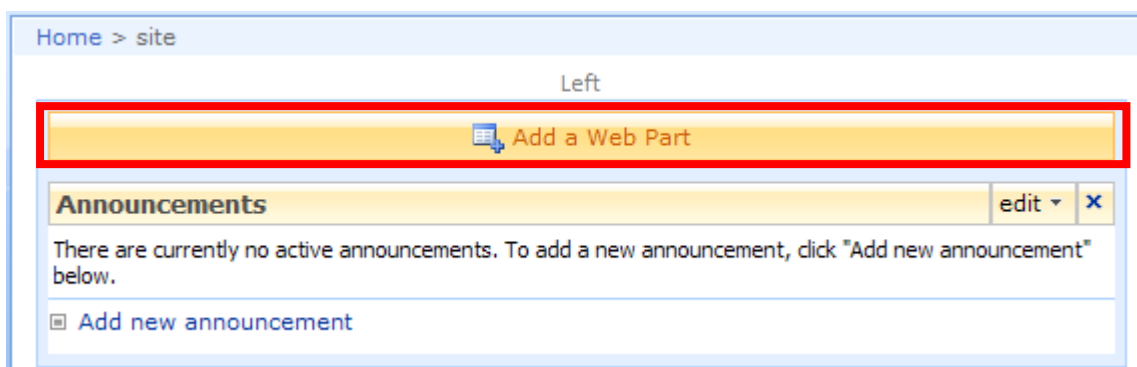 Home > site
Left
Add a Web Part
Announcements
edit
There are currently no active announcements. To add a new announcement, click "Add new announcement"
below.
Add new announcement